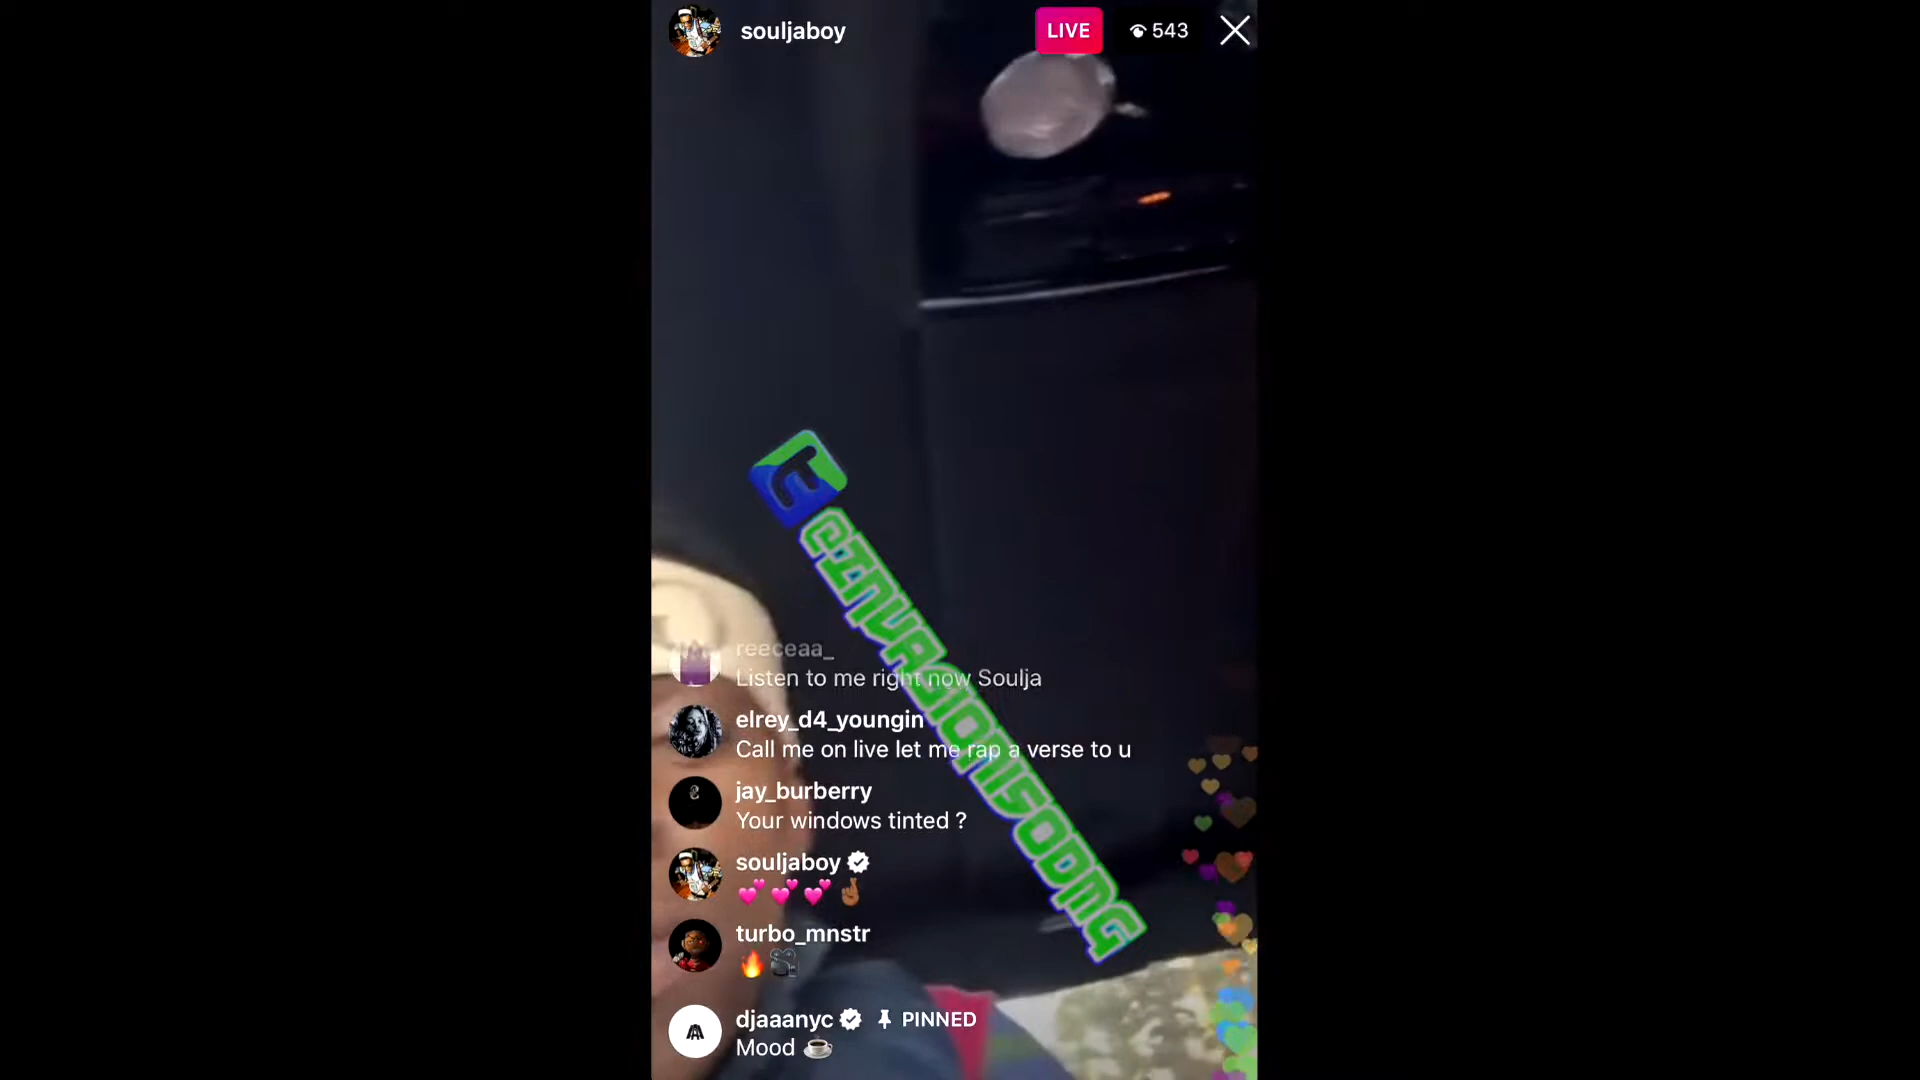 souljaboy
LIVE
543
reeceaa_
Listen to me right now Soulja
elrey_d4_youngin
Call me on live let me rap a verse to u
jay_burberry
Your windows tinted ?
souljaboy
💕💕💕🤞🏾
turbo_mnstr
🔥
djaaanyc PINNED
Mood ☕
@INVASIONISODMG